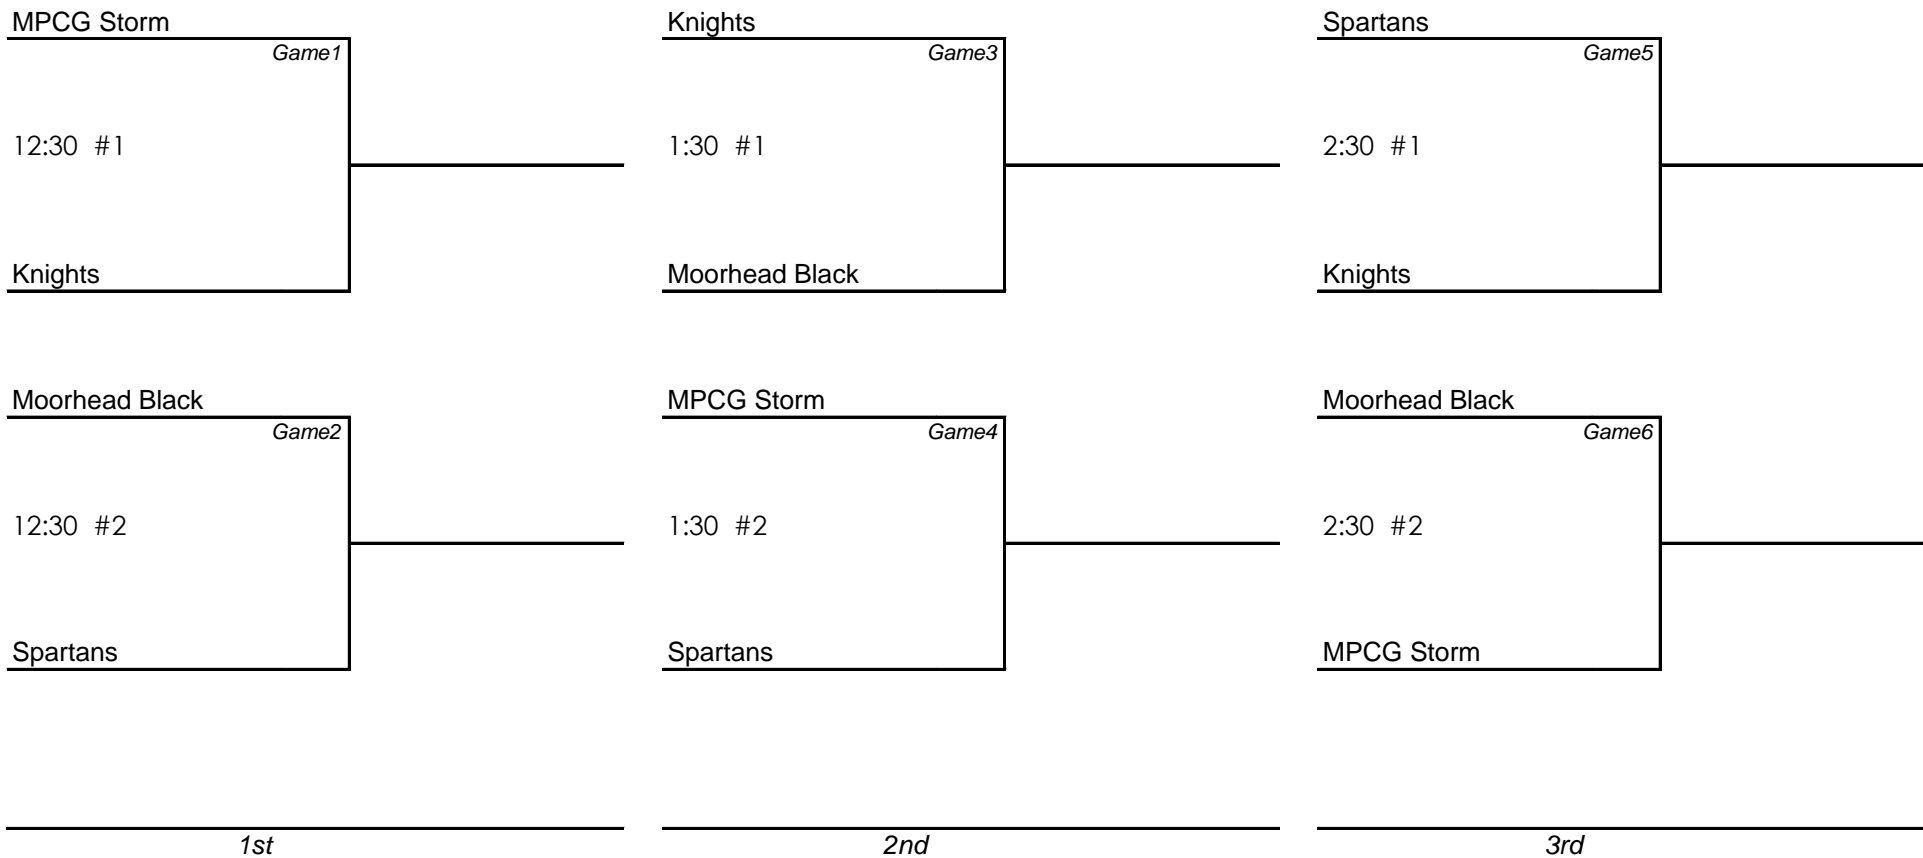 MPCG Storm
Game1
12:30 #1
Knights
Moorhead Black
Game2
12:30 #2
Spartans
Knights
Game3
1:30 #1
Moorhead Black
MPCG Storm
Game4
1:30 #2
Spartans
Spartans
Game5
2:30 #1
Knights
Moorhead Black
Game6
2:30 #2
MPCG Storm
1st
2nd
3rd